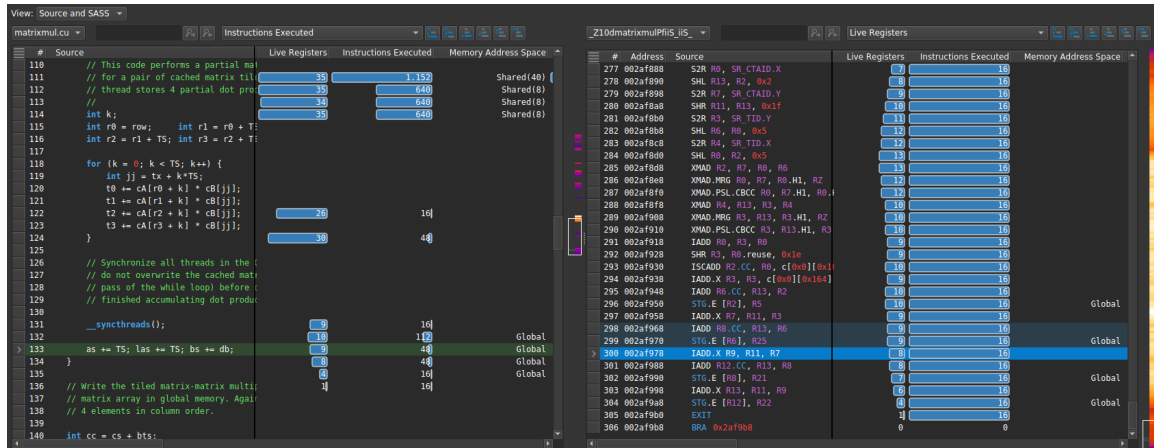 View: Source and SASS
matrixmul.cu Instructions Executed
# Source Live Registers Instructions Executed Memory Address Space
110 // This code performs a partial mat
111 // for a pair of cached matrix til 35 1.152 Shared(40)
112 // thread stores 4 partial dot pro 35 640 Shared(8)
113 // 34 640 Shared(8)
114 int k; 35 640 Shared(8)
115 int r0 = row; int r1 = r0 + TS
116 int r2 = r1 + TS; int r3 = r2 + TS
117
118 for (k = 0; k < TS; k++) {
119 int jj = tx + k*TS;
120 t0 += cA[r0 + k] * cB[jj];
121 t1 += cA[r1 + k] * cB[jj];
122 t2 += cA[r2 + k] * cB[jj]; 26 16
123 t3 += cA[r3 + k] * cB[jj];
124 } 30 48
125
126 // Synchronize all threads in the
127 // do not overwrite the cached mat
128 // pass of the while loop) before
129 // finished accumulating dot produc
130
131 __syncthreads(); 9 16
132 10 112 Global
133 as += TS; las += TS; bs += db; 9 48 Global
134 } 8 48 Global
135 4 16 Global
136 // Write the tiled matrix-matrix multip 1 16
137 // matrix array in global memory. Agai
138 // 4 elements in column order.
139
140 int cc = cs + bts;
_Z10dmatrixmulPfiiS_iiS_ Live Registers
# Address Source Live Registers Instructions Executed Memory Address Space
277 002af888 S2R R0, SR_CTAID.X 7 16
278 002af890 SHL R13, R2, 0x2 8 16
279 002af898 S2R R7, SR_CTAID.Y 9 16
280 002af8a8 SHR R11, R13, 0x1f 10 16
281 002af8b0 S2R R3, SR_TID.Y 11 16
282 002af8b8 SHL R6, R0, 0x5 12 16
283 002af8c8 S2R R4, SR_TID.X 13 16
284 002af8d0 SHL R0, R2, 0x5 13 16
285 002af8d8 XMAD R2, R7, R0, R6 12 16
286 002af8e8 XMAD.MRG R0, R7, R0.H1, RZ 12 16
287 002af8f0 XMAD.PSL.CBCC R0, R7.H1, R0. 12 16
288 002af8f8 XMAD R4, R13, R3, R4 10 16
289 002af908 XMAD.MRG R3, R13, R3.H1, RZ 10 16
290 002af910 XMAD.PSL.CBCC R3, R13.H1, R3 10 16
291 002af918 IADD R0, R3, R0 9 16
292 002af928 SHR R3, R0.reuse, 0x1e 9 16
293 002af930 ISCADD R2.CC, R0, c[0x0][0x1 10 16
294 002af938 IADD.X R3, R3, c[0x0][0x164] 9 16
295 002af948 IADD R6.CC, R13, R2 10 16
296 002af950 STG.E [R2], R5 10 16 Global
297 002af958 IADD.X R7, R11, R3 9 16
298 002af968 IADD R8.CC, R13, R6 9 16
299 002af970 STG.E [R6], R25 9 16 Global
300 002af978 IADD.X R9, R11, R7 8 16
301 002af988 IADD R12.CC, R13, R8 8 16
302 002af990 STG.E [R8], R21 7 16 Global
303 002af998 IADD.X R13, R11, R9 6 16
304 002af9a8 STG.E [R12], R22 4 16 Global
305 002af9b0 EXIT 1 16
306 002af9b8 BRA 0x2af9b8 0 0